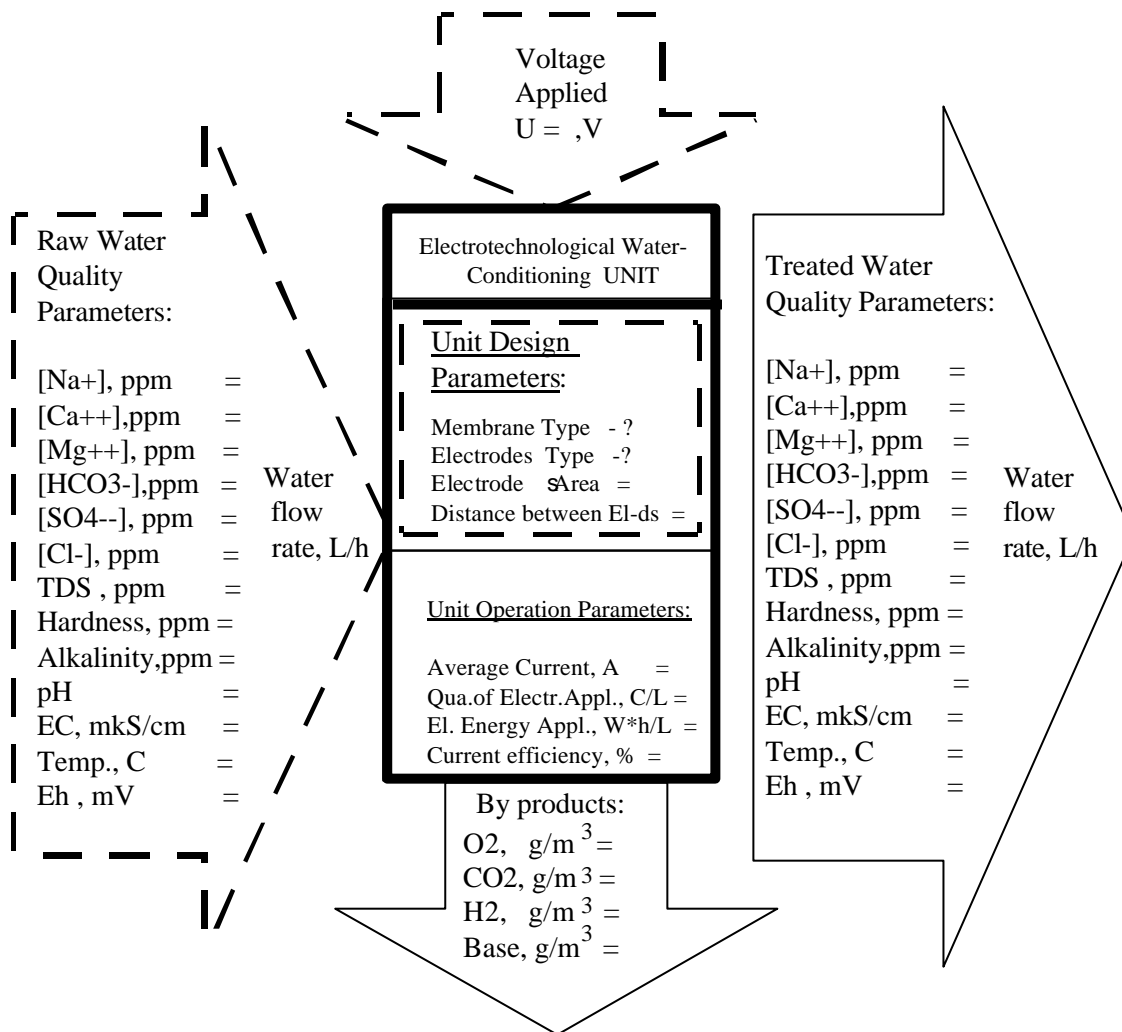 Voltage
Applied
U = ,V
Raw Water
Quality
Parameters:
[Na+], ppm =
[Ca++],ppm =
[Mg++], ppm =
[HCO3-],ppm =
[SO4--], ppm =
[Cl-], ppm =
TDS , ppm =
Hardness, ppm =
Alkalinity,ppm =
pH =
EC, mkS/cm =
Temp., C =
Eh , mV =
Water
flow
rate, L/h
Electrotechnological Water-
Conditioning UNIT
Unit Design
Parameters:
Membrane Type - ?
Electrodes Type -?
Electrode sArea =
Distance between El-ds =
Unit Operation Parameters:
Average Current, A =
Qua.of Electr.Appl., C/L =
El. Energy Appl., W*h/L =
Current efficiency, % =
By products:
O2, g/m 3 =
CO2, g/m 3 =
H2, g/m 3 =
Base, g/m 3 =
Treated Water
Quality Parameters:
[Na+], ppm =
[Ca++],ppm =
[Mg++], ppm =
[HCO3-],ppm =
[SO4--], ppm =
[Cl-], ppm =
TDS , ppm =
Hardness, ppm =
Alkalinity,ppm =
pH =
EC, mkS/cm =
Temp., C =
Eh , mV =
Water
flow
rate, L/h